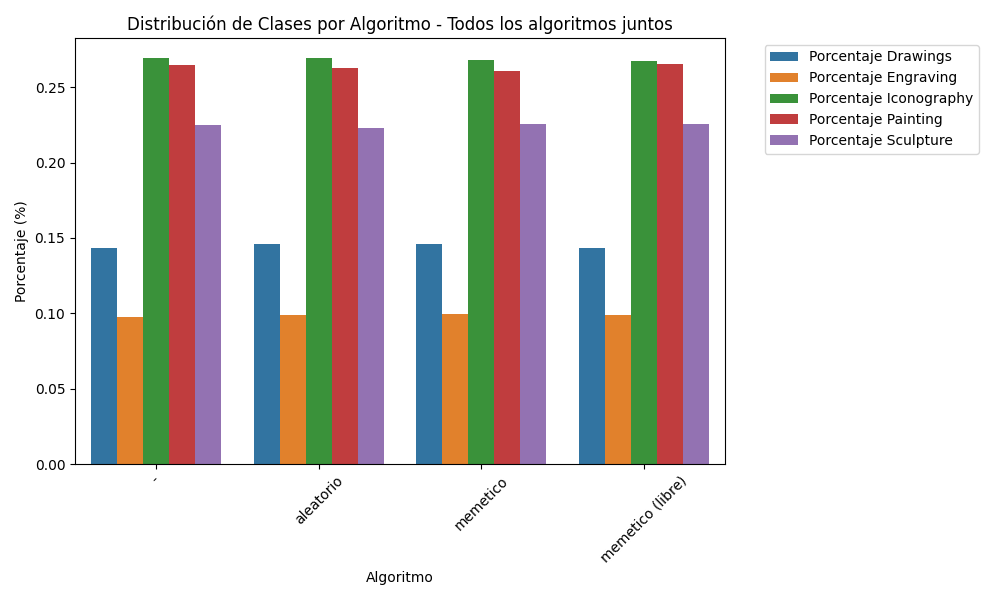 Distribución de Clases por Algoritmo - Todos los algoritmos juntos
Porcentaje Drawings
Porcentaje Engraving
Porcentaje Iconography
Porcentaje Painting
Porcentaje Sculpture
Porcentaje (%)
0.25
0.20
0.15
0.10
0.05
0.00
-
aleatorio
memetico
memetico (libre)
Algoritmo